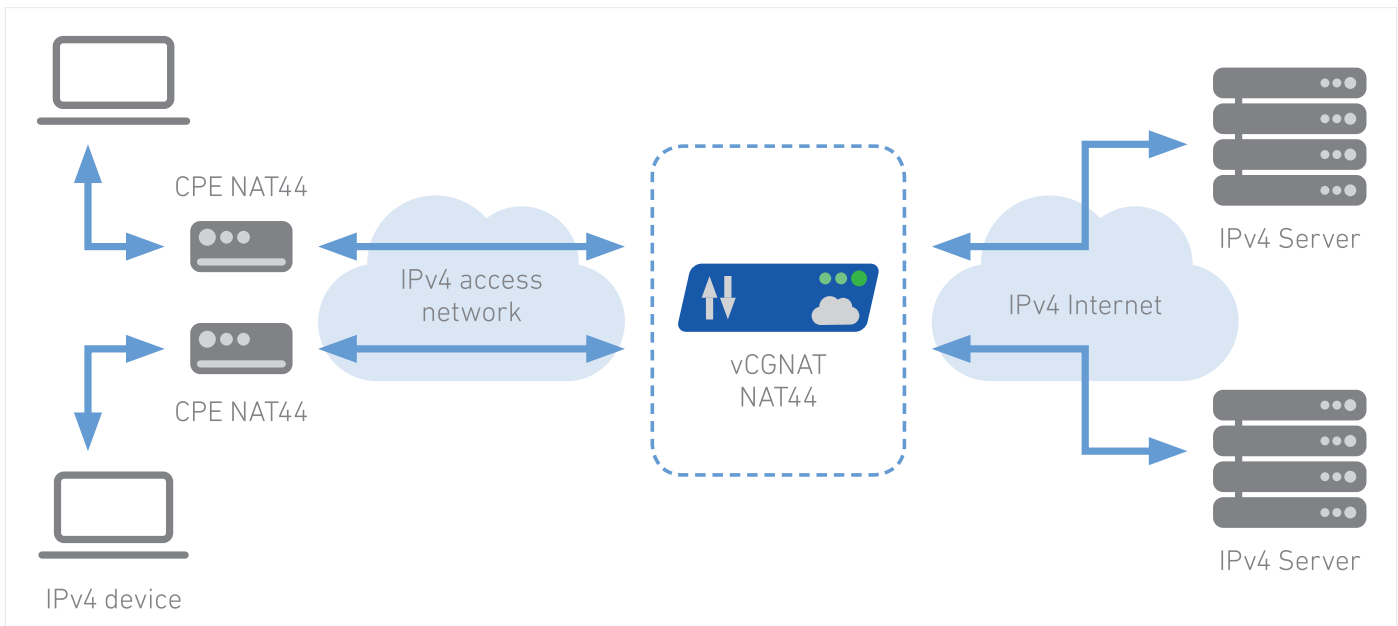 CPE NAT44
IPv4 access
network
CPE NAT44
IPv4 device
vCGNAT
NAT44
IPv4 Internet
IPv4 Server
IPv4 Server